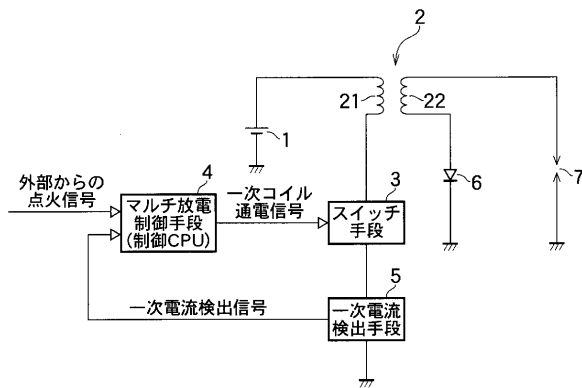 2
21
22
1
外部からの
点火信号
4
マルチ放電
制御手段
(制御CPU)
一次コイル
通電信号
3
スイッチ
手段
6
7
一次電流検出信号
5
一次電流
検出手段